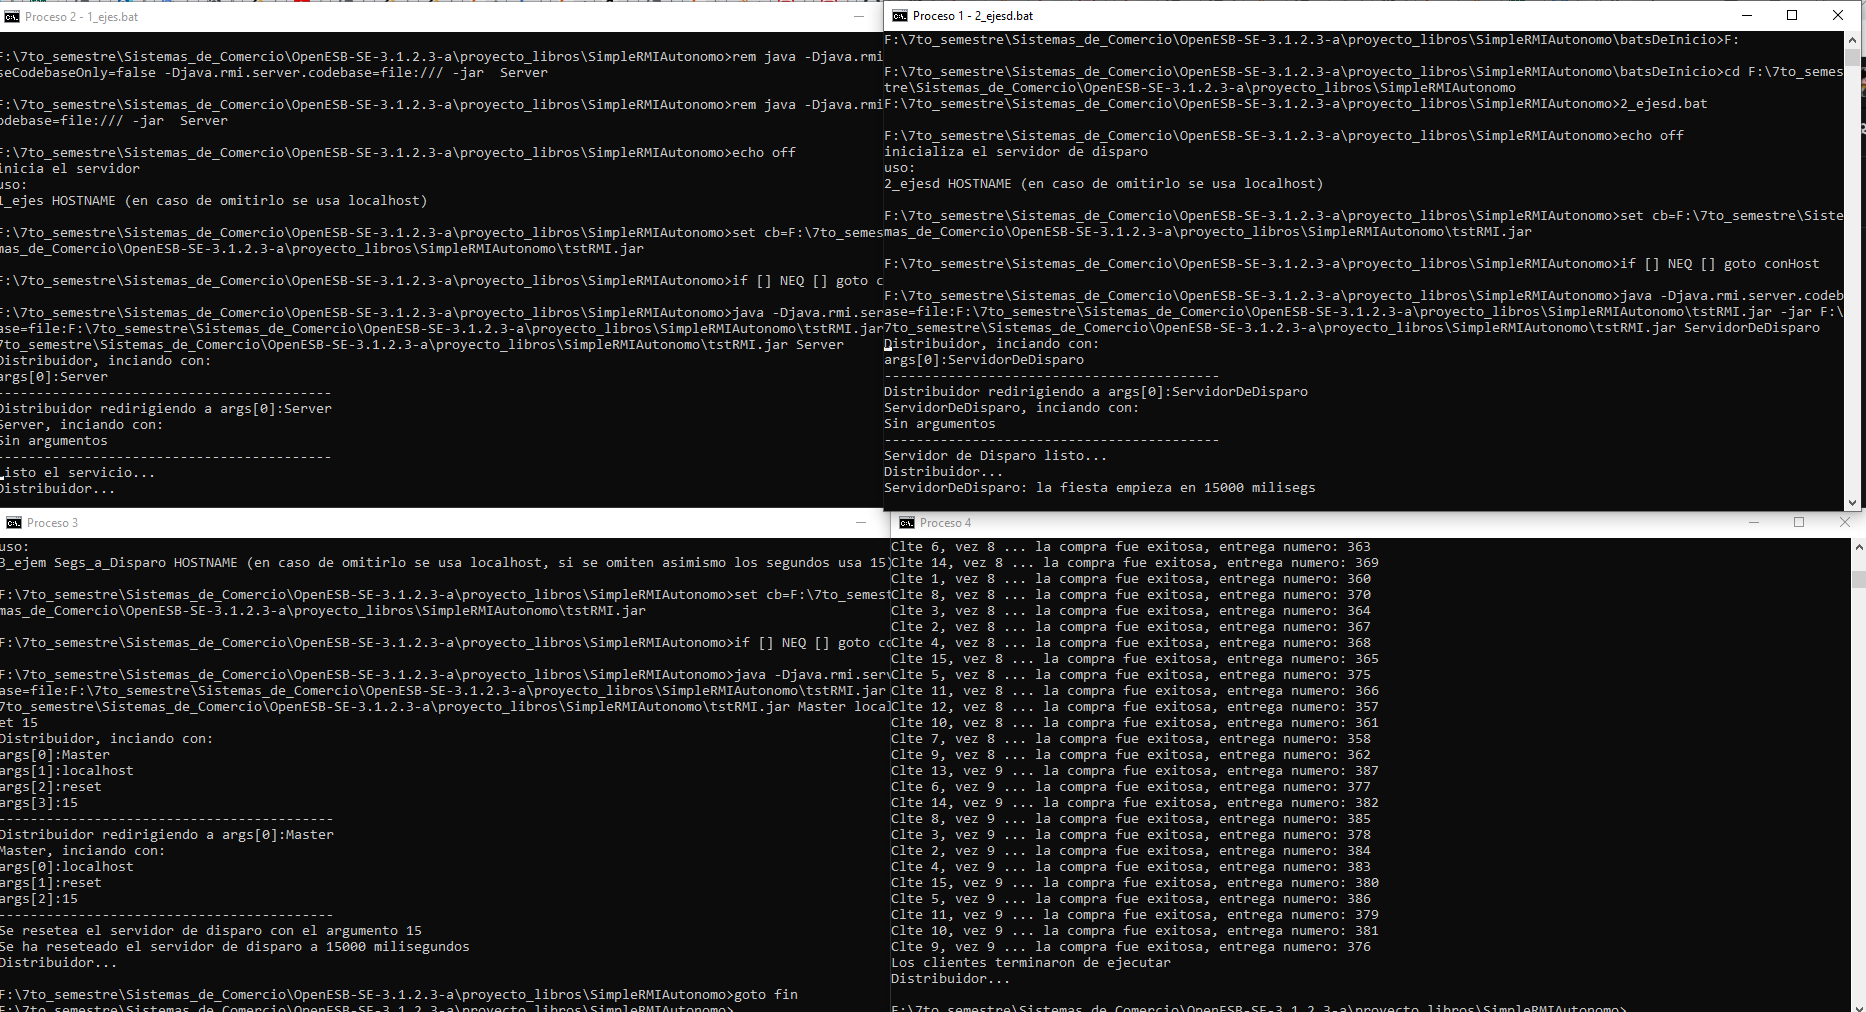 Proceso 2 - 1_ejes.bat
F:\7to_semestre\Sistemas_de_Comercio\OpenESB-SE-3.1.2.3-a\proyecto_libros\SimpleRMIAutonomo>rem java -Djava.rmi
seCodebaseOnly=false -Djava.rmi.server.codebase=file:/// -jar  Server
F:\7to_semestre\Sistemas_de_Comercio\OpenESB-SE-3.1.2.3-a\proyecto_libros\SimpleRMIAutonomo>rem java -Djava.rmi
odebase=file:/// -jar  Server
F:\7to_semestre\Sistemas_de_Comercio\OpenESB-SE-3.1.2.3-a\proyecto_libros\SimpleRMIAutonomo>echo off
inicia el servidor
uso:
1_ejes HOSTNAME (en caso de omitirlo se usa localhost)
F:\7to_semestre\Sistemas_de_Comercio\OpenESB-SE-3.1.2.3-a\proyecto_libros\SimpleRMIAutonomo>set cb=F:\7to_semes
mas_de_Comercio\OpenESB-SE-3.1.2.3-a\proyecto_libros\SimpleRMIAutonomo\tstRMI.jar
F:\7to_semestre\Sistemas_de_Comercio\OpenESB-SE-3.1.2.3-a\proyecto_libros\SimpleRMIAutonomo>if [] NEQ [] goto c
F:\7to_semestre\Sistemas_de_Comercio\OpenESB-SE-3.1.2.3-a\proyecto_libros\SimpleRMIAutonomo>java -Djava.rmi.ser
ase=file:F:\7to_semestre\Sistemas_de_Comercio\OpenESB-SE-3.1.2.3-a\proyecto_libros\SimpleRMIAutonomo\tstRMI.jar
7to_semestre\Sistemas_de_Comercio\OpenESB-SE-3.1.2.3-a\proyecto_libros\SimpleRMIAutonomo\tstRMI.jar Server
Distribuidor, inciando con:
args[0]:Server
------------------------------------------
Distribuidor redirigiendo a args[0]:Server
Server, inciando con:
Sin argumentos
------------------------------------------
Listo el servicio...
Distribuidor...
Proceso 1 - 2_ejesd.bat
F:\7to_semestre\Sistemas_de_Comercio\OpenESB-SE-3.1.2.3-a\proyecto_libros\SimpleRMIAutonomo\batsDeInicio>F:
F:\7to_semestre\Sistemas_de_Comercio\OpenESB-SE-3.1.2.3-a\proyecto_libros\SimpleRMIAutonomo\batsDeInicio>cd F:\7to_semes
tre\Sistemas_de_Comercio\OpenESB-SE-3.1.2.3-a\proyecto_libros\SimpleRMIAutonomo
F:\7to_semestre\Sistemas_de_Comercio\OpenESB-SE-3.1.2.3-a\proyecto_libros\SimpleRMIAutonomo>2_ejesd.bat
F:\7to_semestre\Sistemas_de_Comercio\OpenESB-SE-3.1.2.3-a\proyecto_libros\SimpleRMIAutonomo>echo off
inicializa el servidor de disparo
uso:
2_ejesd HOSTNAME (en caso de omitirlo se usa localhost)
F:\7to_semestre\Sistemas_de_Comercio\OpenESB-SE-3.1.2.3-a\proyecto_libros\SimpleRMIAutonomo>set cb=F:\7to_semestre\Siste
mas_de_Comercio\OpenESB-SE-3.1.2.3-a\proyecto_libros\SimpleRMIAutonomo\tstRMI.jar
F:\7to_semestre\Sistemas_de_Comercio\OpenESB-SE-3.1.2.3-a\proyecto_libros\SimpleRMIAutonomo>if [] NEQ [] goto conHost
F:\7to_semestre\Sistemas_de_Comercio\OpenESB-SE-3.1.2.3-a\proyecto_libros\SimpleRMIAutonomo>java -Djava.rmi.server.codeb
ase=file:F:\7to_semestre\Sistemas_de_Comercio\OpenESB-SE-3.1.2.3-a\proyecto_libros\SimpleRMIAutonomo\tstRMI.jar -jar F:\
7to_semestre\Sistemas_de_Comercio\OpenESB-SE-3.1.2.3-a\proyecto_libros\SimpleRMIAutonomo\tstRMI.jar ServidorDeDisparo
Distribuidor, inciando con:
args[0]:ServidorDeDisparo
------------------------------------------
Distribuidor redirigiendo a args[0]:ServidorDeDisparo
ServidorDeDisparo, inciando con:
Sin argumentos
------------------------------------------
Servidor de Disparo listo...
Distribuidor...
ServidorDeDisparo: la fiesta empieza en 15000 milisegs
Proceso 3
uso:
3_ejem Segs_a_Disparo HOSTNAME (en caso de omitirlo se usa localhost, si se omiten asimismo los segundos usa 15)
F:\7to_semestre\Sistemas_de_Comercio\OpenESB-SE-3.1.2.3-a\proyecto_libros\SimpleRMIAutonomo>set cb=F:\7to_semest
mas_de_Comercio\OpenESB-SE-3.1.2.3-a\proyecto_libros\SimpleRMIAutonomo\tstRMI.jar
F:\7to_semestre\Sistemas_de_Comercio\OpenESB-SE-3.1.2.3-a\proyecto_libros\SimpleRMIAutonomo>if [] NEQ [] goto co
F:\7to_semestre\Sistemas_de_Comercio\OpenESB-SE-3.1.2.3-a\proyecto_libros\SimpleRMIAutonomo>java -Djava.rmi.serv
ase=file:F:\7to_semestre\Sistemas_de_Comercio\OpenESB-SE-3.1.2.3-a\proyecto_libros\SimpleRMIAutonomo\tstRMI.jar
7to_semestre\Sistemas_de_Comercio\OpenESB-SE-3.1.2.3-a\proyecto_libros\SimpleRMIAutonomo\tstRMI.jar Master local
et 15
Distribuidor, inciando con:
args[0]:Master
args[1]:localhost
args[2]:reset
args[3]:15
------------------------------------------
Distribuidor redirigiendo a args[0]:Master
Master, inciando con:
args[0]:localhost
args[1]:reset
args[2]:15
------------------------------------------
Se resetea el servidor de disparo con el argumento 15
Se ha reseteado el servidor de disparo a 15000 milisegundos
Distribuidor...
F:\7to_semestre\Sistemas_de_Comercio\OpenESB-SE-3.1.2.3-a\proyecto_libros\SimpleRMIAutonomo>goto fin
F:\7to_semestre\Sistemas_de_Comercio\OpenESB-SE-3.1.2.3-a\proyecto_libros\SimpleRMIAutonomo>
Proceso 4
Clte 6, vez 8 ... la compra fue exitosa, entrega numero: 363
Clte 14, vez 8 ... la compra fue exitosa, entrega numero: 369
Clte 1, vez 8 ... la compra fue exitosa, entrega numero: 360
Clte 8, vez 8 ... la compra fue exitosa, entrega numero: 370
Clte 3, vez 8 ... la compra fue exitosa, entrega numero: 364
Clte 2, vez 8 ... la compra fue exitosa, entrega numero: 367
Clte 4, vez 8 ... la compra fue exitosa, entrega numero: 368
Clte 15, vez 8 ... la compra fue exitosa, entrega numero: 365
Clte 5, vez 8 ... la compra fue exitosa, entrega numero: 375
Clte 11, vez 8 ... la compra fue exitosa, entrega numero: 366
Clte 12, vez 8 ... la compra fue exitosa, entrega numero: 357
Clte 10, vez 8 ... la compra fue exitosa, entrega numero: 361
Clte 7, vez 8 ... la compra fue exitosa, entrega numero: 358
Clte 9, vez 8 ... la compra fue exitosa, entrega numero: 362
Clte 13, vez 9 ... la compra fue exitosa, entrega numero: 387
Clte 6, vez 9 ... la compra fue exitosa, entrega numero: 377
Clte 14, vez 9 ... la compra fue exitosa, entrega numero: 382
Clte 8, vez 9 ... la compra fue exitosa, entrega numero: 385
Clte 3, vez 9 ... la compra fue exitosa, entrega numero: 378
Clte 2, vez 9 ... la compra fue exitosa, entrega numero: 384
Clte 4, vez 9 ... la compra fue exitosa, entrega numero: 383
Clte 15, vez 9 ... la compra fue exitosa, entrega numero: 380
Clte 5, vez 9 ... la compra fue exitosa, entrega numero: 386
Clte 11, vez 9 ... la compra fue exitosa, entrega numero: 379
Clte 10, vez 9 ... la compra fue exitosa, entrega numero: 381
Clte 9, vez 9 ... la compra fue exitosa, entrega numero: 376
Los clientes terminaron de ejecutar
Distribuidor...
F:\7to_semestre\Sistemas_de_Comercio\OpenESB-SE-3.1.2.3-a\proyecto_libros\SimpleRMIAutonomo>